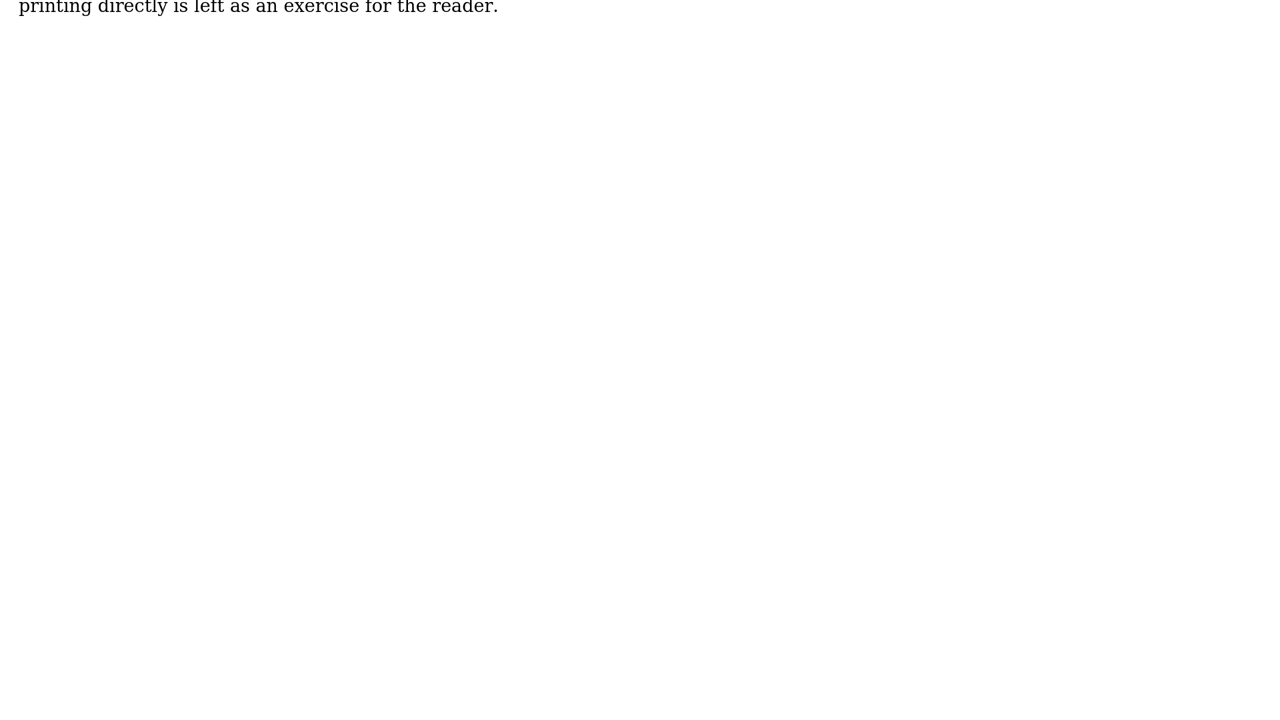 printing directly is left as an exercise for the reader.